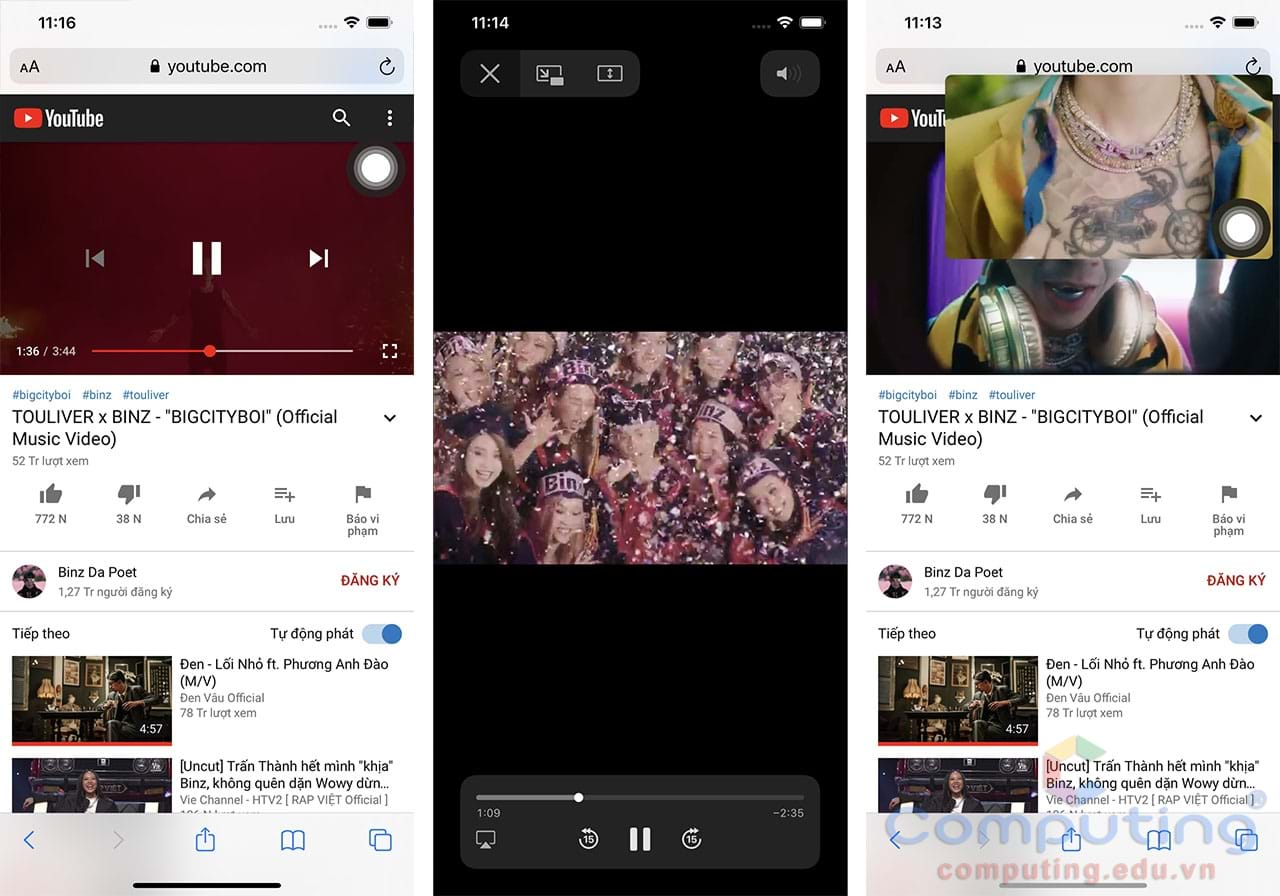 11:16
AA youtube.com
YouTube
1:36 / 3:44
#bigcityboi #binz #touliver
TOULIVER x BINZ - "BIGCITYBOI" (Official
Music Video)
52 Tr lượt xem
772 N 38 N Chia sẻ Lưu Báo vi
phạm
Binz Da Poet
1,27 Tr người đăng ký
ĐĂNG KÝ
Tiếp theo Tự động phát
Đen - Lối Nhỏ ft. Phương Anh Đào
(M/V)
Đen Vâu Official
78 Tr lượt xem
4:57
[Uncut] Trấn Thành hết mình "khịa"
Binz, không quên dặn Wowy dừn...
Vie Channel - HTV2 [ RAP VIỆT Official ]
11:14
Binz
BINZ
Binz
1:09 −2:35
15 15
11:13
AA youtube.com
YouT
#bigcityboi #binz #touliver
TOULIVER x BINZ - "BIGCITYBOI" (Official
Music Video)
52 Tr lượt xem
772 N 38 N Chia sẻ Lưu Báo vi
phạm
Binz Da Poet
1,27 Tr người đăng ký
ĐĂNG KÝ
Tiếp theo Tự động phát
Đen - Lối Nhỏ ft. Phương Anh Đào
(M/V)
Đen Vâu Official
78 Tr lượt xem
4:57
[Uncut] Trấn Thành hết mình "khịa"
Binz, không quên dặn Wowy dừn...
Vie Channel - HTV2 [ RAP VIỆT Official ]
Computing
computing.edu.vn